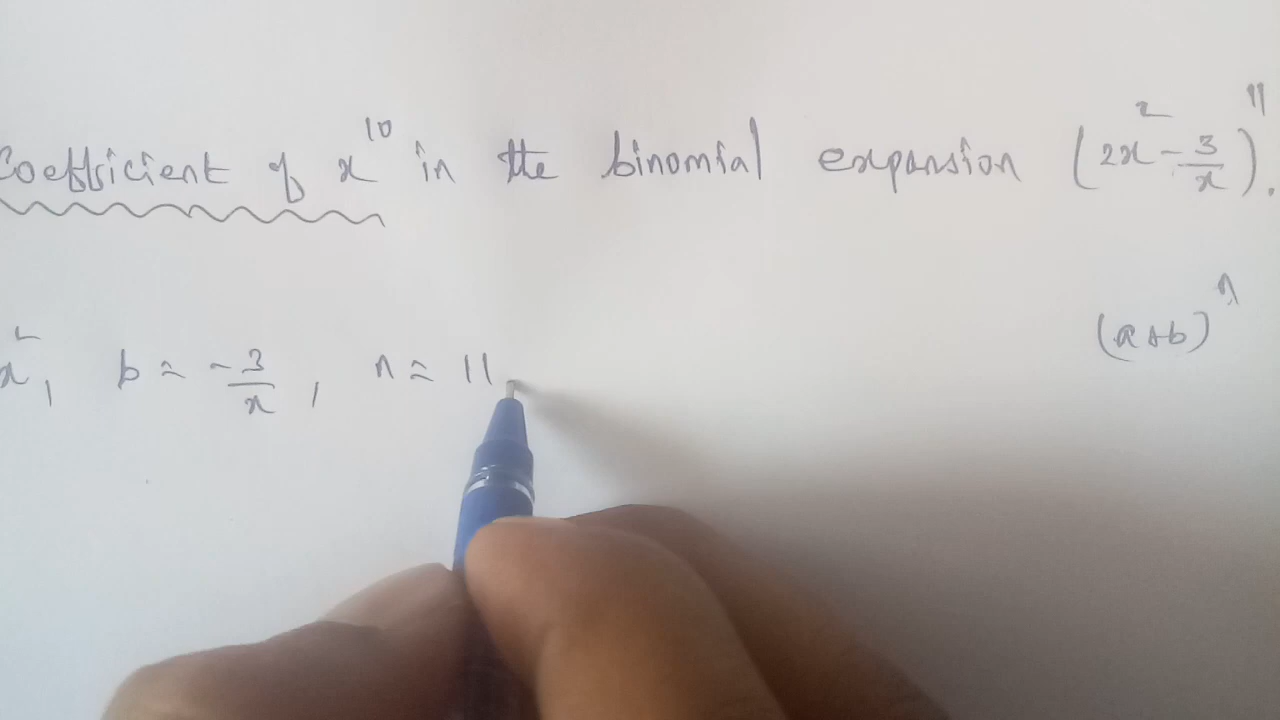 Coefficient of x^10 in the binomial expansion (2x^2 - 3/x)^11.
(a+b)^n
x^2, b = -3/x, n = 11